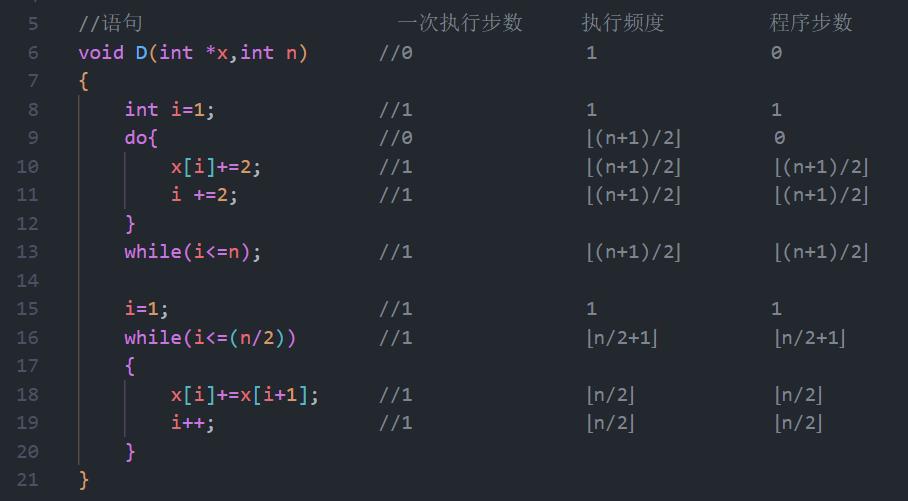 5 //语句 一次执行步数 执行频度 程序步数
6 void D(int *x,int n) //0 1 0
7 {
8 int i=1; //1 1 1
9 do{ //0 ⌊(n+1)/2⌋ 0
10 x[i]+=2; //1 ⌊(n+1)/2⌋ ⌊(n+1)/2⌋
11 i +=2; //1 ⌊(n+1)/2⌋ ⌊(n+1)/2⌋
12 }
13 while(i<=n); //1 ⌊(n+1)/2⌋ ⌊(n+1)/2⌋
14
15 i=1; //1 1 1
16 while(i<=(n/2)) //1 ⌊n/2+1⌋ ⌊n/2+1⌋
17 {
18 x[i]+=x[i+1]; //1 ⌊n/2⌋ ⌊n/2⌋
19 i++; //1 ⌊n/2⌋ ⌊n/2⌋
20 }
21 }